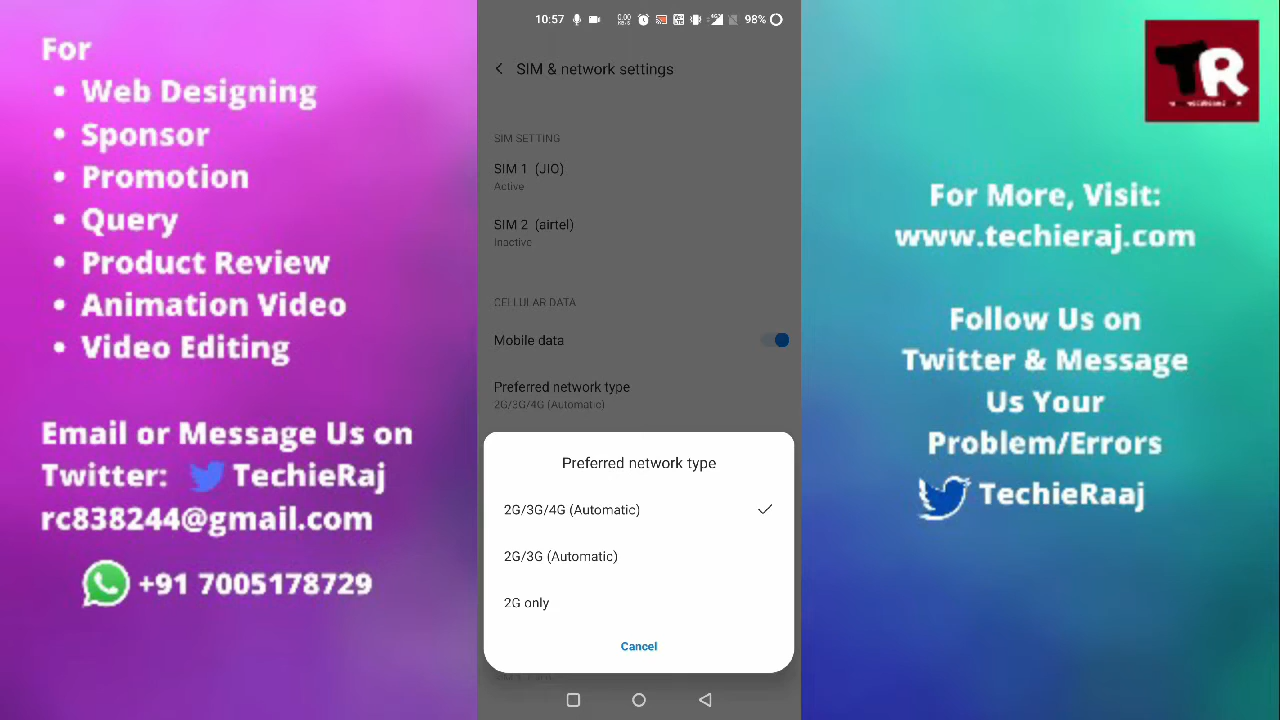 For
• Web Designing
• Sponsor
• Promotion
• Query
• Product Review
• Animation Video
• Video Editing
Email or Message Us on
Twitter: TechieRaj
rc838244@gmail.com
+91 7005178729
10:57
98%
SIM & network settings
SIM SETTING
SIM 1 (JIO)
Active
SIM 2 (airtel)
Inactive
CELLULAR DATA
Mobile data
Preferred network type
2G/3G/4G (Automatic)
Preferred network type
2G/3G/4G (Automatic)
2G/3G (Automatic)
2G only
Cancel
TR
For More, Visit:
www.techieraj.com
Follow Us on
Twitter & Message
Us Your
Problem/Errors
TechieRaaj